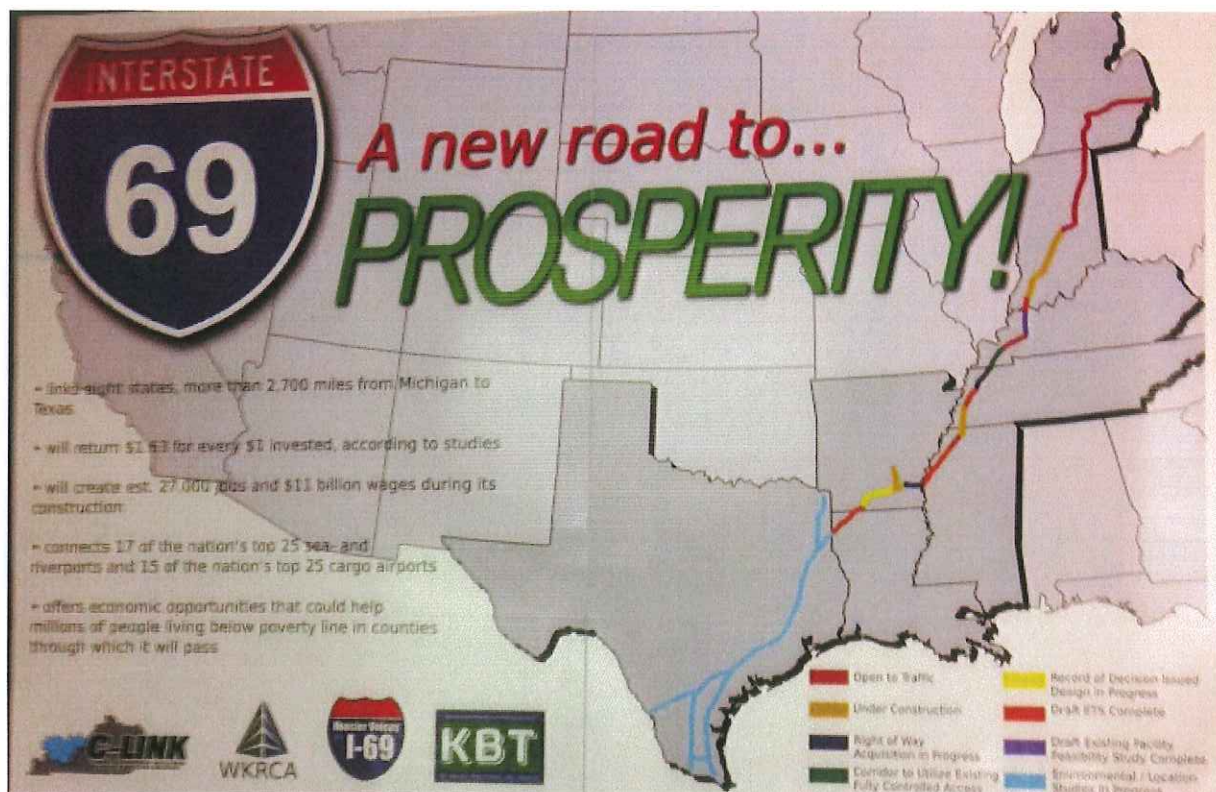 INTERSTATE
69
A new road to...
PROSPERITY!
- links eight states, more than 2,700 miles from Michigan to
Texas
- will return $1.63 for every $1 invested, according to studies
- will create est. 27,000 jobs and $11 billion wages during its
construction
- connects 17 of the nation's top 25 sea- and
riverports and 15 of the nation's top 25 cargo airports
- offers economic opportunities that could help
millions of people living below poverty line in counties
through which it will pass
C-LINK
WKRCA
Hoosier Voices
I-69
KBT
Open to Traffic
Under Construction
Right of Way
Acquisition in Progress
Corridor to Utilize Existing
Fully Controlled Access
Record of Decision Issued
Design in Progress
Draft EIS Complete
Draft Existing Facility
Feasibility Study Complete
Environmental / Location
Studies in Progress